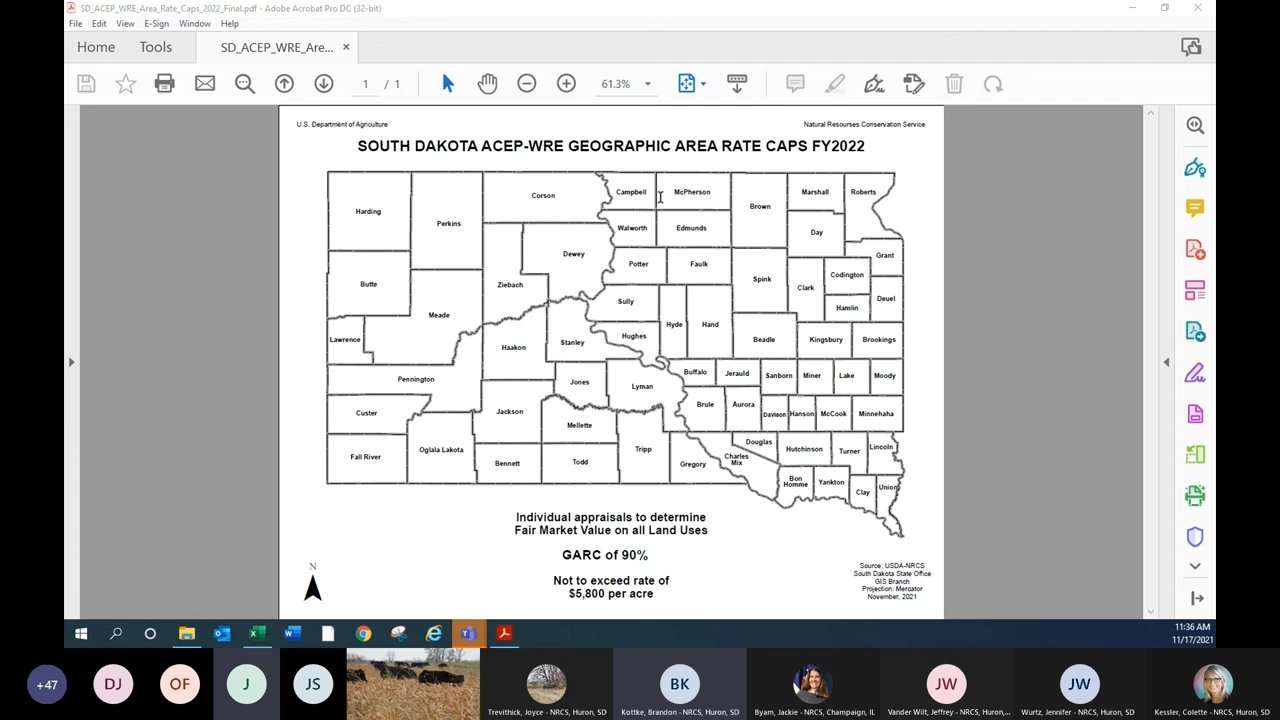 SD_ACEP_WRE_Area_Rate_Caps_2022_Final.pdf - Adobe Acrobat Pro DC (32-bit)
File Edit View E-Sign Window Help
Home Tools SD_ACEP_WRE_Are... ×
1 / 1 61.3%
U.S. Department of Agriculture
Natural Resourses Conservation Service
SOUTH DAKOTA ACEP-WRE GEOGRAPHIC AREA RATE CAPS FY2022
Harding
Perkins
Corson
Campbell
McPherson
Brown
Marshall
Roberts
Walworth
Edmunds
Day
Dewey
Potter
Faulk
Grant
Butte
Ziebach
Spink
Clark
Codington
Meade
Sully
Hyde
Hand
Hamlin
Deuel
Lawrence
Haakon
Stanley
Hughes
Beadle
Kingsbury
Brookings
Pennington
Jones
Lyman
Buffalo
Jerauld
Sanborn
Miner
Lake
Moody
Custer
Jackson
Mellette
Brule
Aurora
Davison
Hanson
McCook
Minnehaha
Fall River
Oglala Lakota
Bennett
Todd
Tripp
Gregory
Charles
Mix
Douglas
Hutchinson
Turner
Lincoln
Bon
Homme
Yankton
Clay
Union
Individual appraisals to determine
Fair Market Value on all Land Uses
GARC of 90%
Not to exceed rate of
$5,800 per acre
N
Source: USDA-NRCS
South Dakota State Office
GIS Branch
Projection: Mercator
November, 2021
11:36 AM
11/17/2021
+47 DJ OF J JS BK JW JW
Trevithick, Joyce - NRCS, Huron, SD
Kottke, Brandon - NRCS, Huron, SD
Byam, Jackie - NRCS, Champaign, IL
Vander Wilt, Jeffrey - NRCS, Huron,...
Wurtz, Jennifer - NRCS, Huron, SD
Kessler, Colette - NRCS, Huron, SD